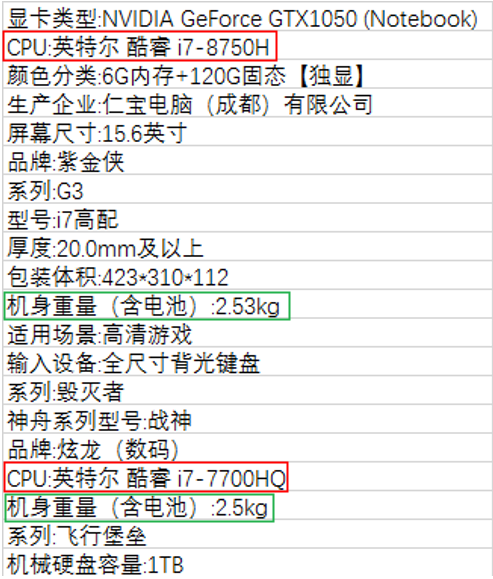 显卡类型:NVIDIA GeForce GTX1050 (Notebook)
CPU:英特尔 酷睿 i7-8750H
颜色分类:6G内存+120G固态【独显】
生产企业:仁宝电脑（成都）有限公司
屏幕尺寸:15.6英寸
品牌:紫金侠
系列:G3
型号:i7高配
厚度:20.0mm及以上
包装体积:423*310*112
机身重量（含电池）:2.53kg
适用场景:高清游戏
输入设备:全尺寸背光键盘
系列:毁灭者
神舟系列型号:战神
品牌:炫龙（数码）
CPU:英特尔 酷睿 i7-7700HQ
机身重量（含电池）:2.5kg
系列:飞行堡垒
机械硬盘容量:1TB